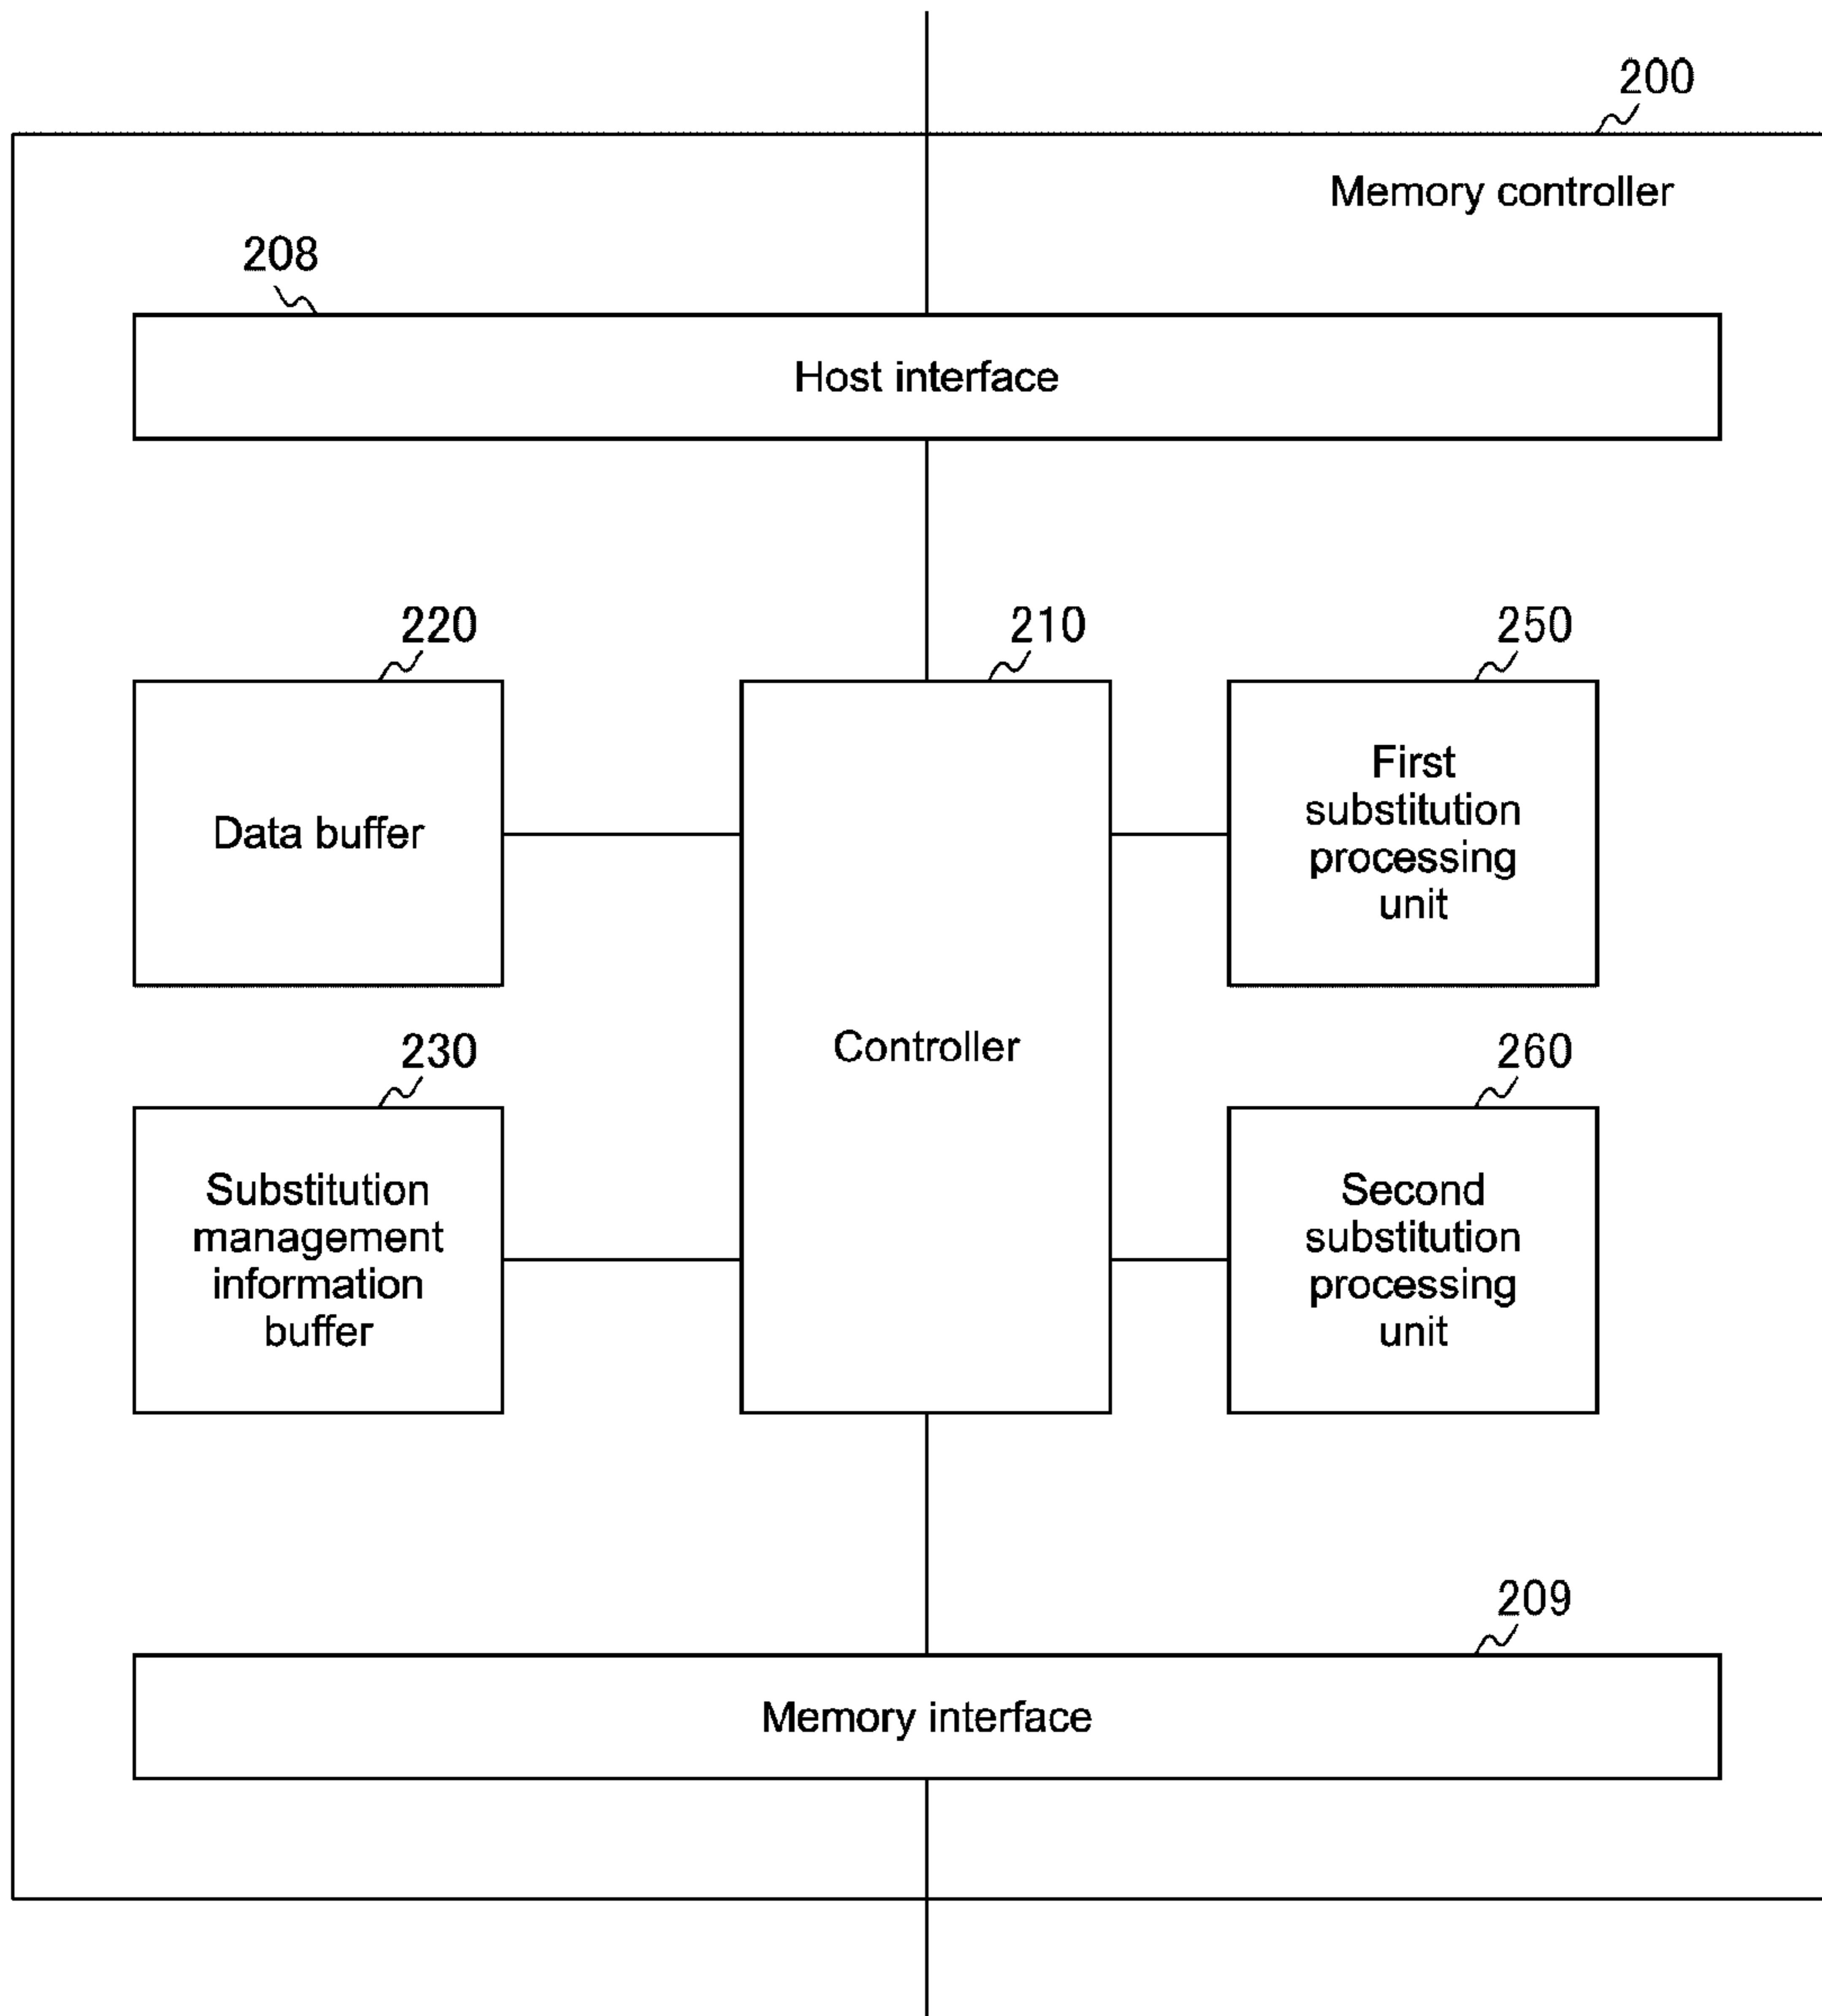 200
Memory controller
208
Host interface
220
210
250
Data buffer
First
substitution
processing
unit
Controller
230
260
Substitution
management
information
buffer
Second
substitution
processing
unit
209
Memory interface